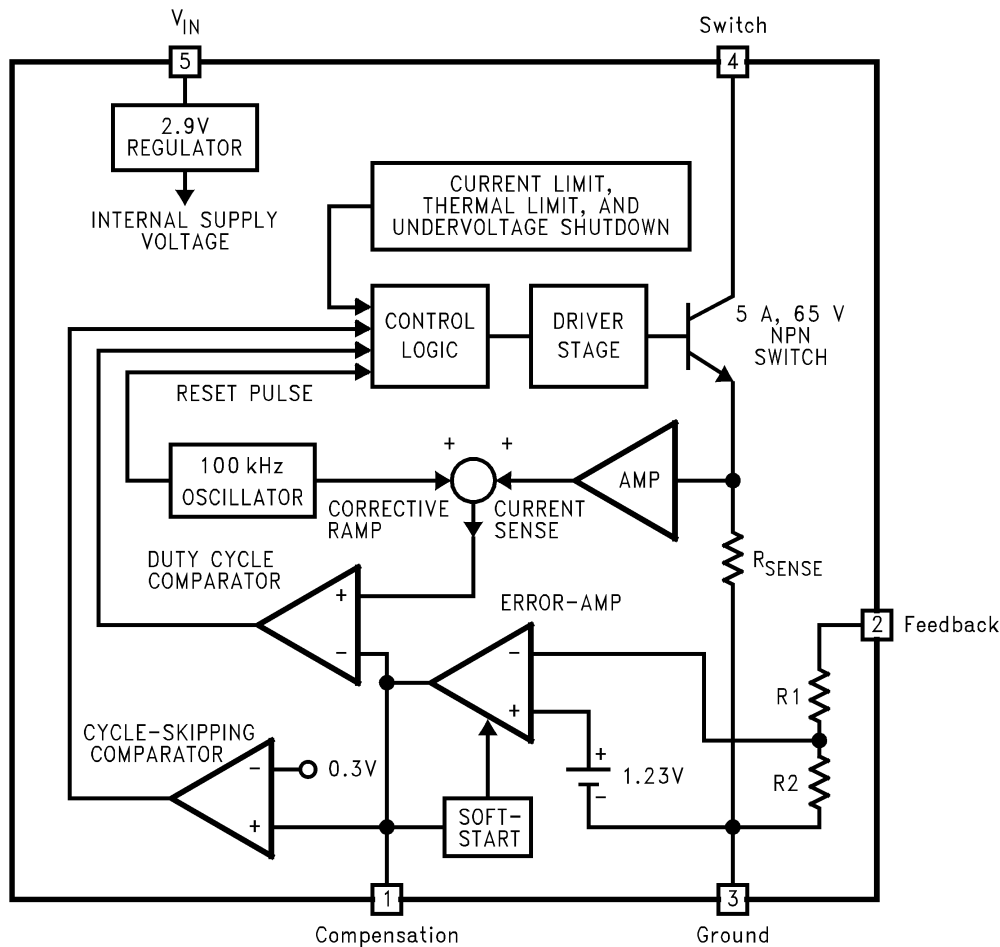 VIN
Switch
5
4
2.9V
REGULATOR
INTERNAL SUPPLY
VOLTAGE
CURRENT LIMIT,
THERMAL LIMIT, AND
UNDERVOLTAGE SHUTDOWN
CONTROL
LOGIC
DRIVER
STAGE
5 A, 65 V
NPN
SWITCH
RESET PULSE
100 kHz
OSCILLATOR
+
+
AMP
CORRECTIVE
RAMP
CURRENT
SENSE
RSENSE
DUTY CYCLE
COMPARATOR
+
-
ERROR-AMP
-
+
2
Feedback
R1
R2
CYCLE-SKIPPING
COMPARATOR
-
+
0.3V
+
-
1.23V
SOFT-
START
1
3
Compensation
Ground